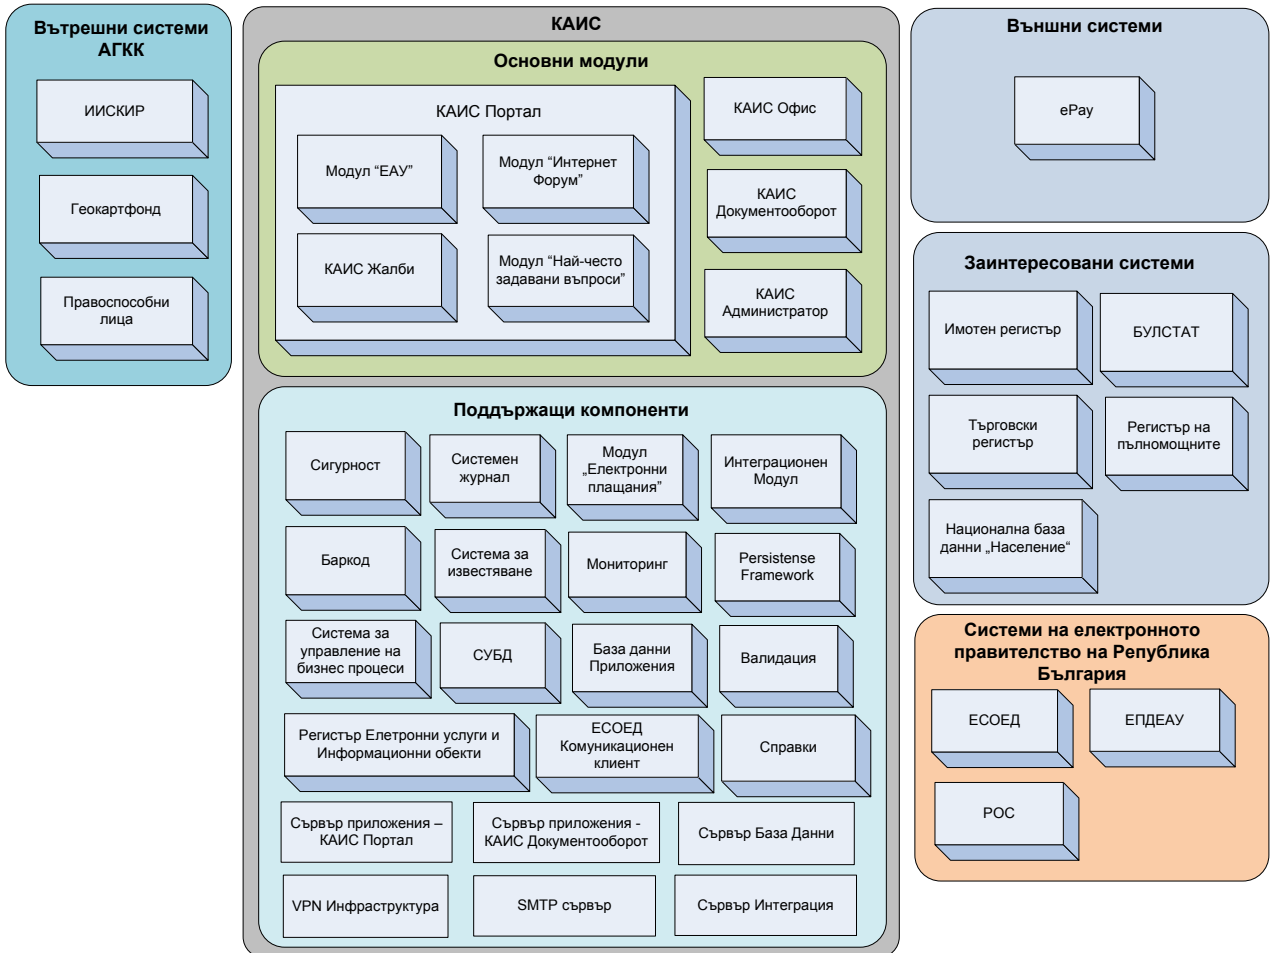 Вътрешни системи
АГКК
ИИСКИР
Геокартфонд
Правоспособни
лица
КАИС
Основни модули
КАИС Портал
Модул “ЕАУ”
Модул “Интернет
Форум”
КАИС Жалби
Модул “Най-често
задавани въпроси”
КАИС Офис
КАИС
Документооборот
КАИС
Администратор
Поддържащи компоненти
Сигурност
Системен
журнал
Модул
„Електронни
плащания”
Интеграционен
Модул
Баркод
Система за
известяване
Мониторинг
Persistense
Framework
Система за
управление на
бизнес процеси
СУБД
База данни
Приложения
Валидация
Регистър Елетронни услуги и
Информационни обекти
ЕСОЕД
Комуникационен
клиент
Справки
Сървър приложения –
КАИС Портал
Сървър приложения -
КАИС Документооборот
Сървър База Данни
VPN Инфраструктура
SMTP сървър
Сървър Интеграция
Външни системи
ePay
Заинтересовани системи
Имотен регистър
БУЛСТАТ
Търговски
регистър
Регистър на
пълномощните
Национална база
данни „Население“
Системи на електронното
правителство на Република
България
ЕСОЕД
ЕПДЕАУ
РОС